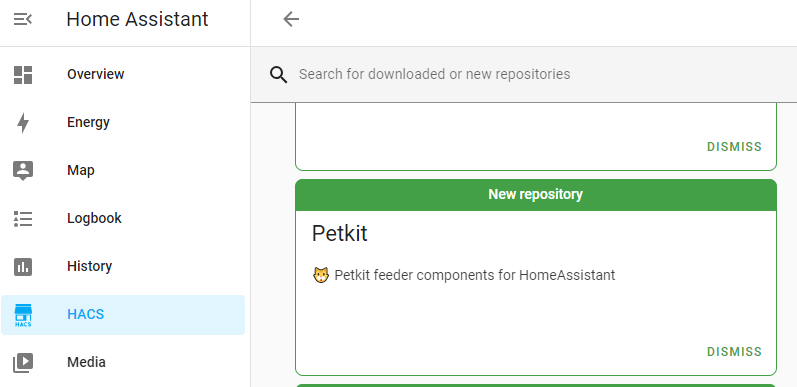 Home Assistant
Search for downloaded or new repositories
Overview
Energy
Map
Logbook
History
HACS
HACS
Media
DISMISS
New repository
Petkit
🐱 Petkit feeder components for HomeAssistant
DISMISS